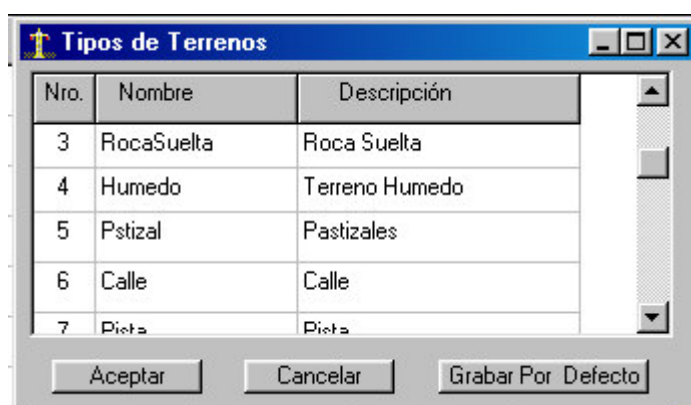 Tipos de Terrenos
Nro. Nombre Descripción
3 RocaSuelta Roca Suelta
4 Humedo Terreno Humedo
5 Pstizal Pastizales
6 Calle Calle
7 Pista Pista
Aceptar Cancelar Grabar Por Defecto